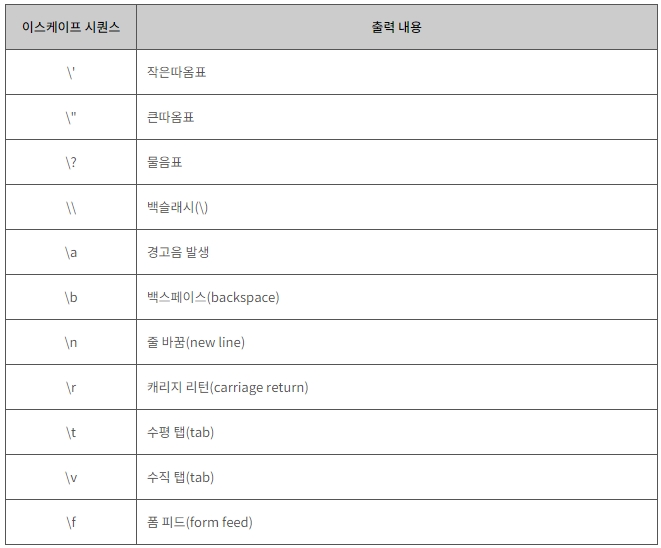 이스케이프 시퀀스 출력 내용
\' 작은따옴표
\" 큰따옴표
\? 물음표
\\ 백슬래시(\)
\a 경고음 발생
\b 백스페이스(backspace)
\n 줄 바꿈(new line)
\r 캐리지 리턴(carriage return)
\t 수평 탭(tab)
\v 수직 탭(tab)
\f 폼 피드(form feed)